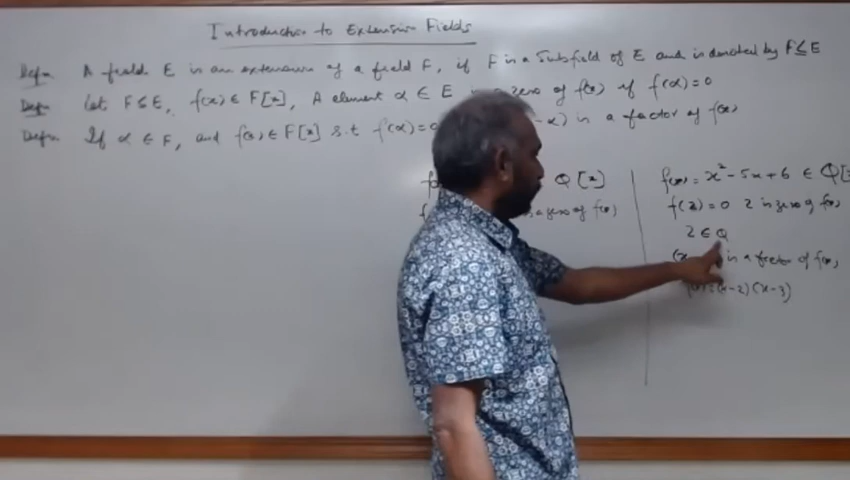 Introduction to Extension Fields
Defn A field E is an extension of a field F, if F is a Subfield of E and is denoted by F≤E
Defn Let F≤E, f(x)∈F[x], A element α∈E is a zero of f(x) if f(α)=0
Defn If α∈F, and f(x)∈F[x] s.t f(α)=0 -α) is a factor of f(x)
Q[x]
is a zero of f(x)
f(x)=x²-5x+6 ∈ Q[x
f(2)=0 2 is zero of f(x)
2∈Q
(x is a factor of f(x)
f(x)=(x-2)(x-3)